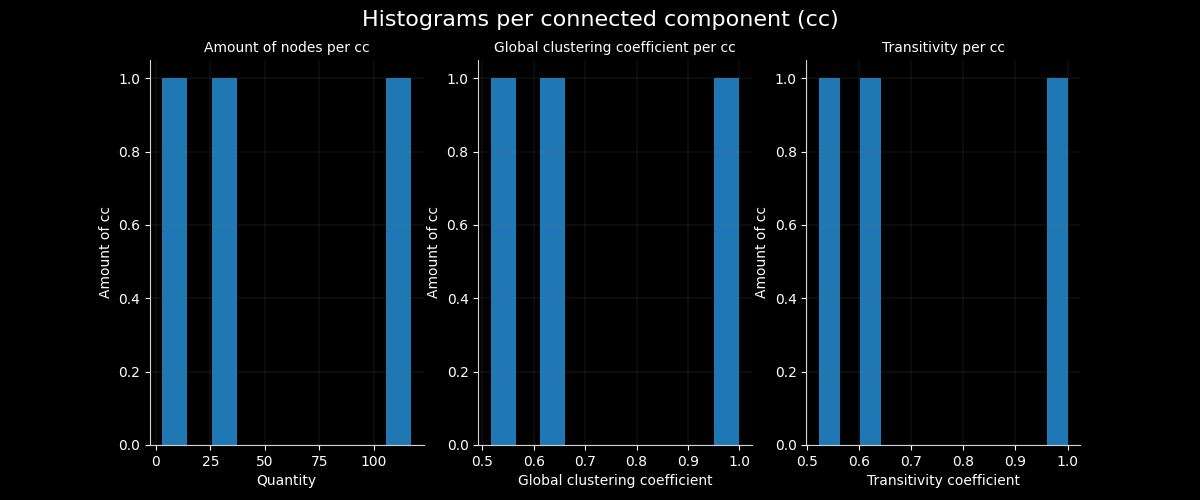 Histograms per connected component (cc)
Amount of nodes per cc
Global clustering coefficient per cc
Transitivity per cc
Amount of cc
1.0
0.8
0.6
0.4
0.2
0.0
0 25 50 75 100
Quantity
Amount of cc
1.0
0.8
0.6
0.4
0.2
0.0
0.5 0.6 0.7 0.8 0.9 1.0
Global clustering coefficient
Amount of cc
1.0
0.8
0.6
0.4
0.2
0.0
0.5 0.6 0.7 0.8 0.9 1.0
Transitivity coefficient